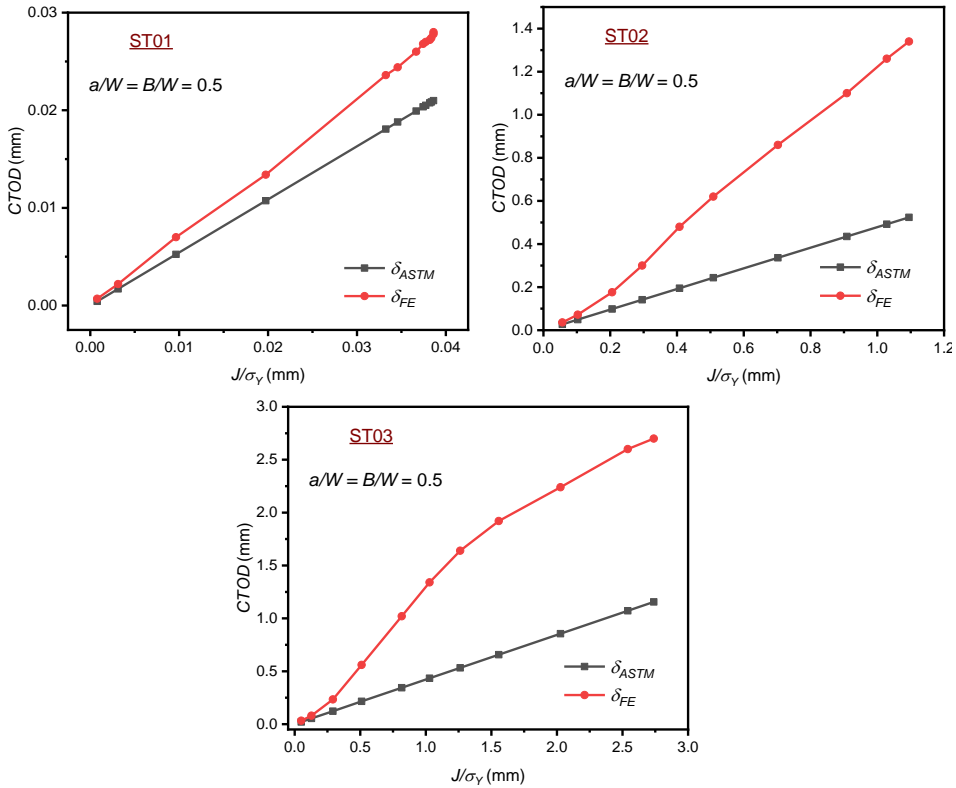 ST01
a/W = B/W = 0.5
CTOD (mm)
0.03
0.02
0.01
0.00
δASTM
δFE
0.00 0.01 0.02 0.03 0.04
J/σY (mm)
ST02
a/W = B/W = 0.5
CTOD (mm)
1.4
1.2
1.0
0.8
0.6
0.4
0.2
0.0
δASTM
δFE
0.0 0.2 0.4 0.6 0.8 1.0 1.2
J/σY (mm)
ST03
a/W = B/W = 0.5
CTOD (mm)
3.0
2.5
2.0
1.5
1.0
0.5
0.0
δASTM
δFE
0.0 0.5 1.0 1.5 2.0 2.5 3.0
J/σY (mm)